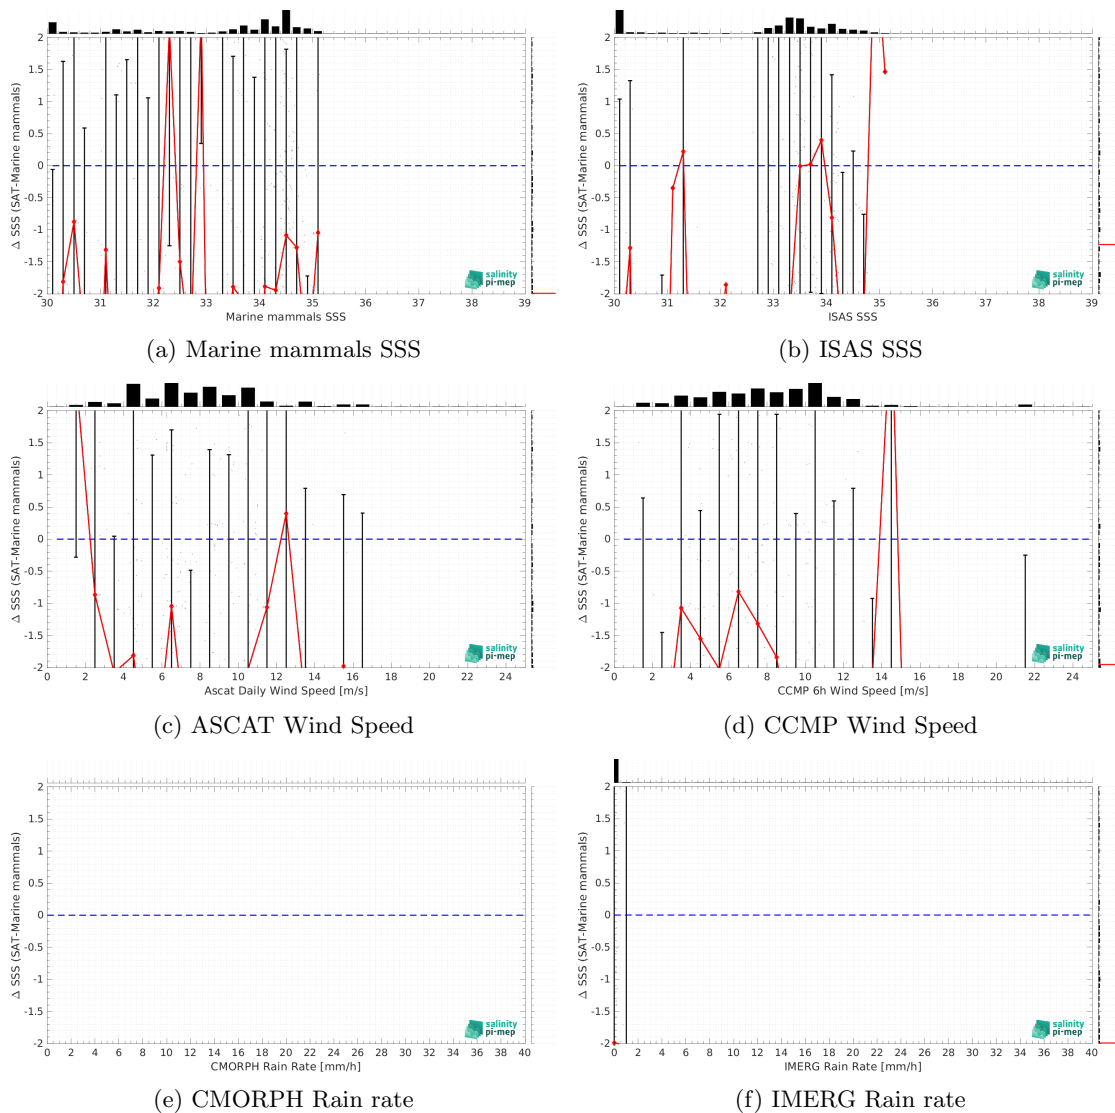 2
1.5
1
0.5
0
-0.5
-1
-1.5
-2
Δ SSS (SAT-Marine mammals)
30 31 32 33 34 35 36 37 38 39
Marine mammals SSS
salinity
pi-mep
(a) Marine mammals SSS
2
1.5
1
0.5
0
-0.5
-1
-1.5
-2
Δ SSS (SAT-Marine mammals)
30 31 32 33 34 35 36 37 38 39
ISAS SSS
salinity
pi-mep
(b) ISAS SSS
2
1.5
1
0.5
0
-0.5
-1
-1.5
-2
Δ SSS (SAT-Marine mammals)
0 2 4 6 8 10 12 14 16 18 20 22 24
Ascat Daily Wind Speed [m/s]
salinity
pi-mep
(c) ASCAT Wind Speed
2
1.5
1
0.5
0
-0.5
-1
-1.5
-2
Δ SSS (SAT-Marine mammals)
0 2 4 6 8 10 12 14 16 18 20 22 24
CCMP 6h Wind Speed [m/s]
salinity
pi-mep
(d) CCMP Wind Speed
2
1.5
1
0.5
0
-0.5
-1
-1.5
-2
Δ SSS (SAT-Marine mammals)
0 2 4 6 8 10 12 14 16 18 20 22 24 26 28 30 32 34 36 38 40
CMORPH Rain Rate [mm/h]
salinity
pi-mep
(e) CMORPH Rain rate
2
1.5
1
0.5
0
-0.5
-1
-1.5
-2
Δ SSS (SAT-Marine mammals)
0 2 4 6 8 10 12 14 16 18 20 22 24 26 28 30 32 34 36 38 40
IMERG Rain Rate [mm/h]
salinity
pi-mep
(f) IMERG Rain rate